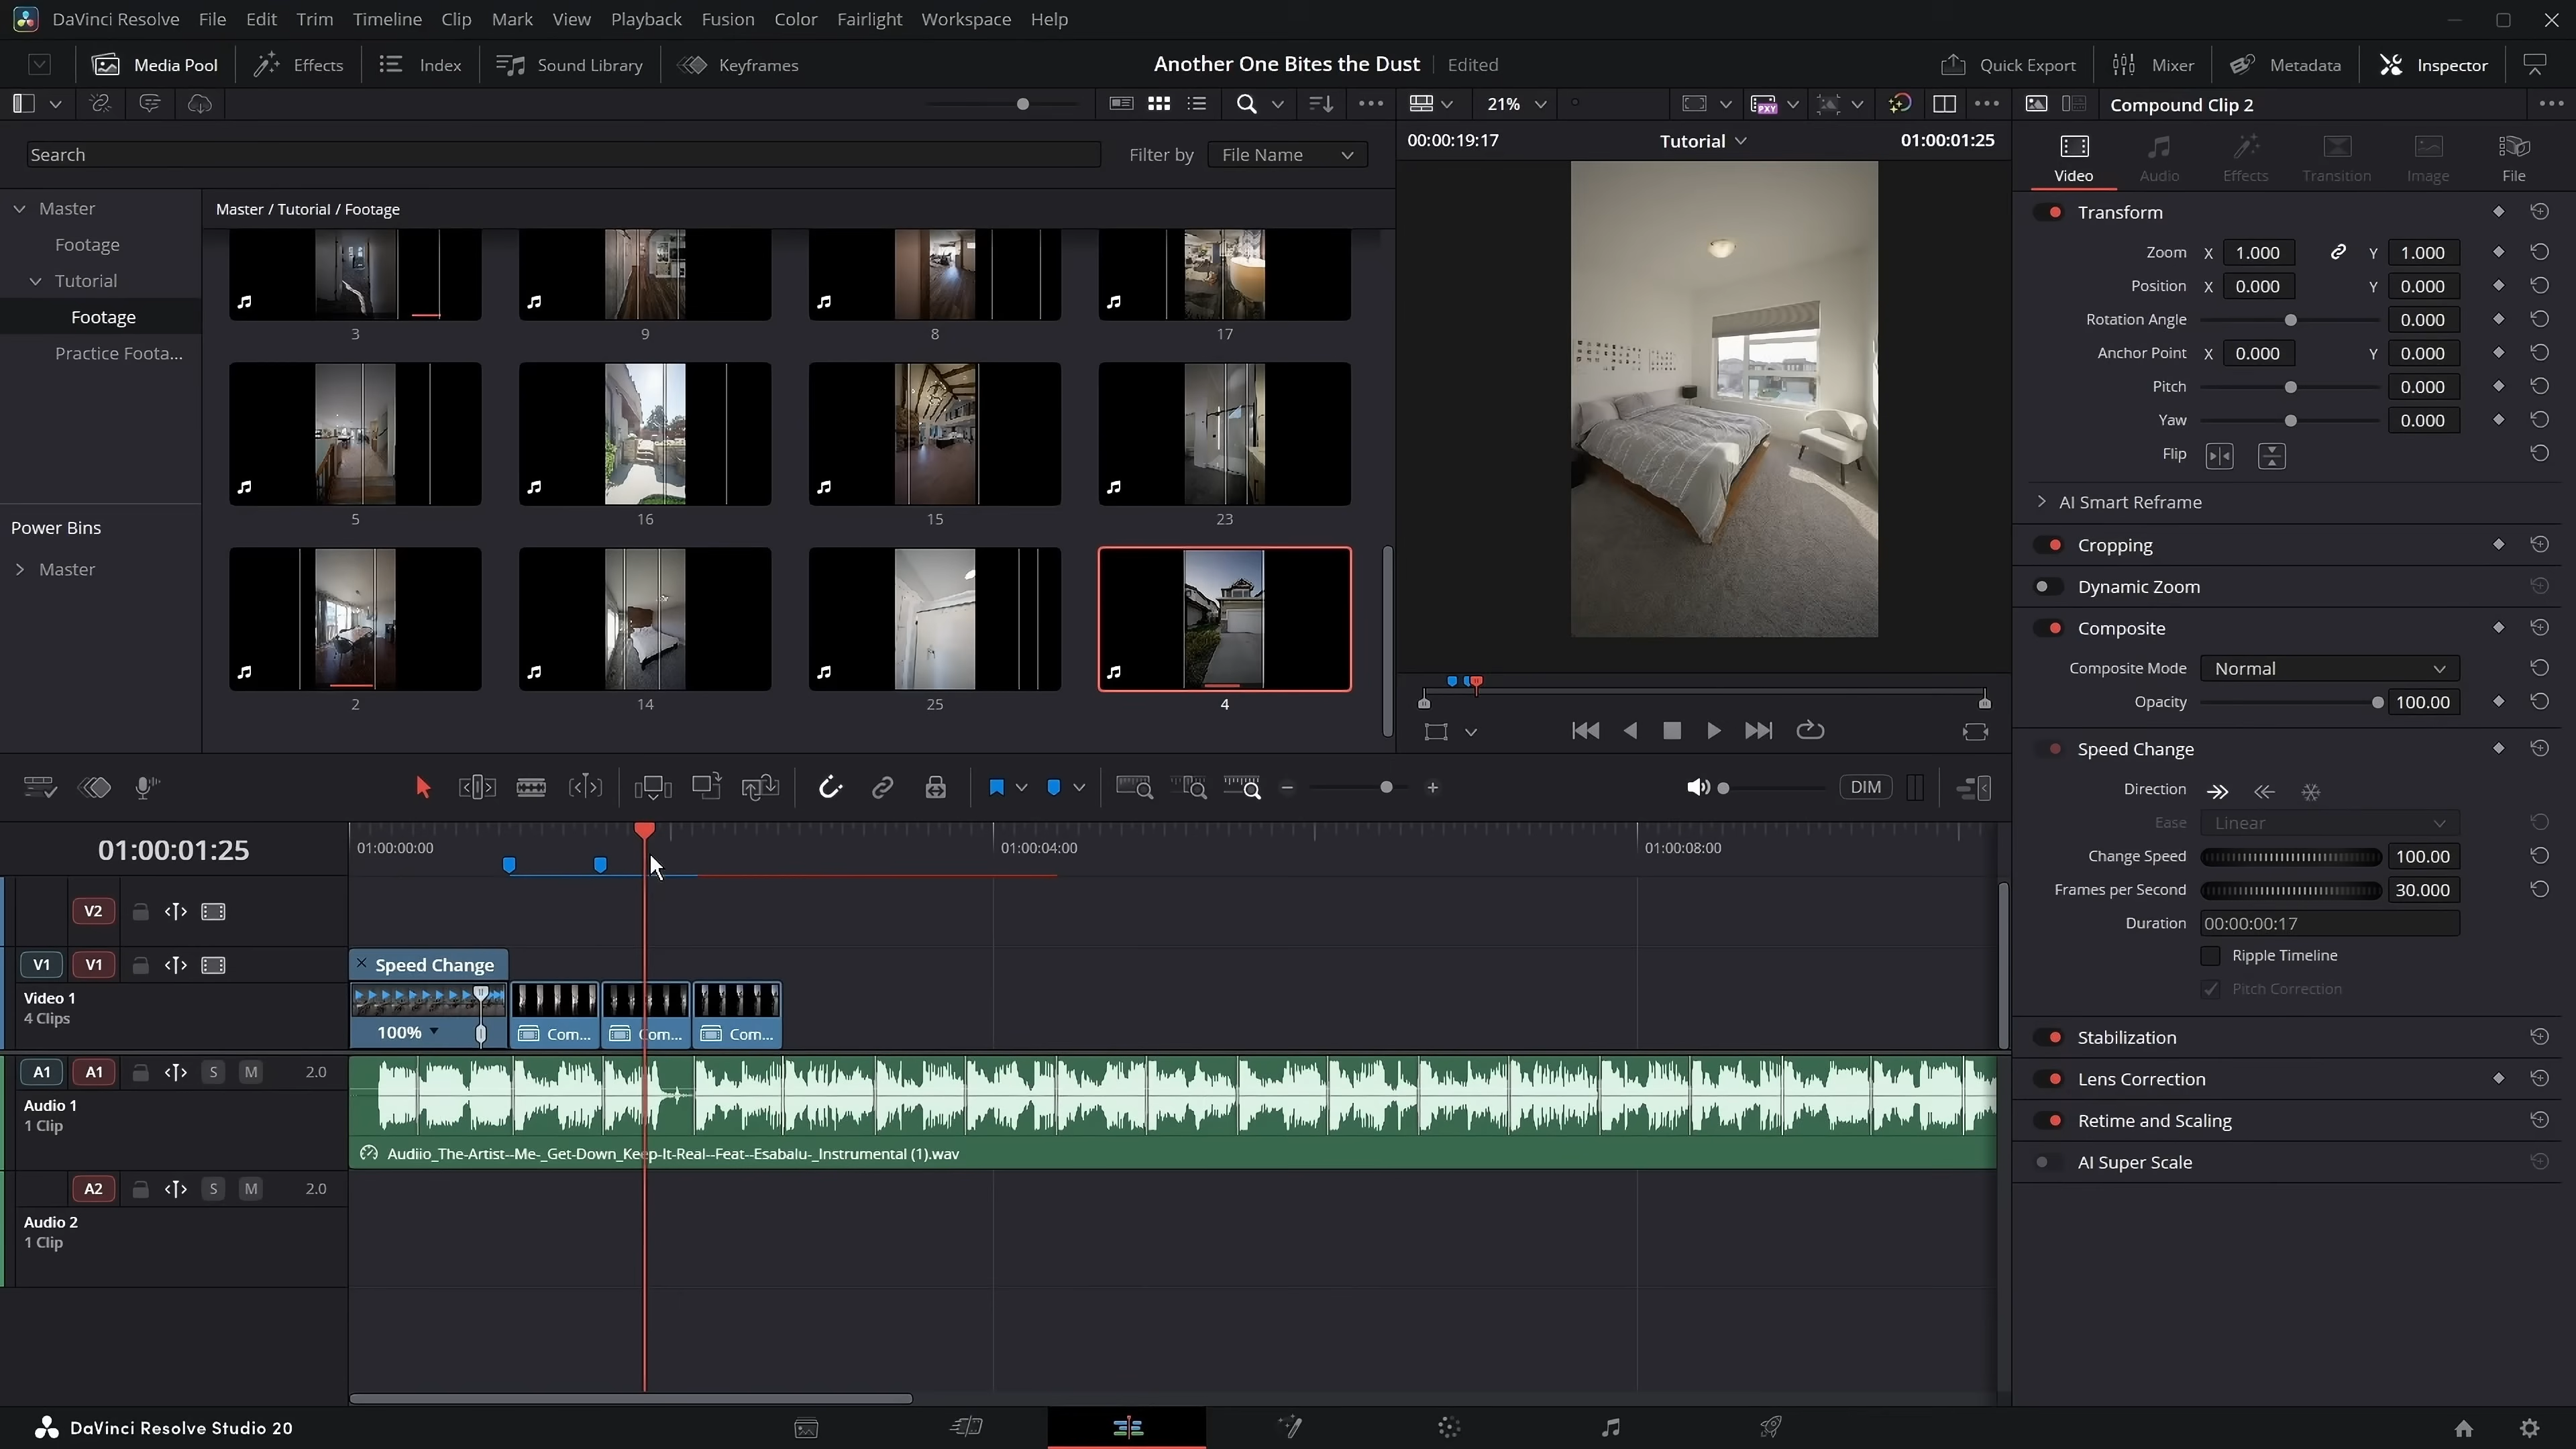 DaVinci Resolve File Edit Trim Timeline Clip Mark View Playback Fusion Color Fairlight Workspace Help
Media Pool Effects Index Sound Library Keyframes Another One Bites the Dust Edited Quick Export Mixer Metadata Inspector
21% PXY Compound Clip 2
Search Filter by File Name 00:00:19:17 Tutorial 01:00:01:25
Video Audio Effects Transition Image File
Master
Footage
Tutorial
Footage
Practice Foota...
Power Bins
Master
Master / Tutorial / Footage
3 9 8 17
5 16 15 23
2 14 25 4
Transform
Zoom X 1.000 Y 1.000
Position X 0.000 Y 0.000
Rotation Angle 0.000
Anchor Point X 0.000 Y 0.000
Pitch 0.000
Yaw 0.000
Flip
AI Smart Reframe
Cropping
Dynamic Zoom
Composite
Composite Mode Normal
Opacity 100.00
Speed Change
Direction
Ease Linear
Change Speed 100.00
Frames per Second 30.000
Duration 00:00:00:17
Ripple Timeline
Pitch Correction
Stabilization
Lens Correction
Retime and Scaling
AI Super Scale
DIM
01:00:01:25 01:00:00:00 01:00:04:00 01:00:08:00
V2
V1 V1 Speed Change
Video 1
4 Clips
100% Com... Com... Com...
A1 A1 S M 2.0
Audio 1
1 Clip
Audiio_The-Artist--Me-_Get-Down_Keep-It-Real--Feat--Esabalu-_Instrumental (1).wav
A2 S M 2.0
Audio 2
1 Clip
DaVinci Resolve Studio 20